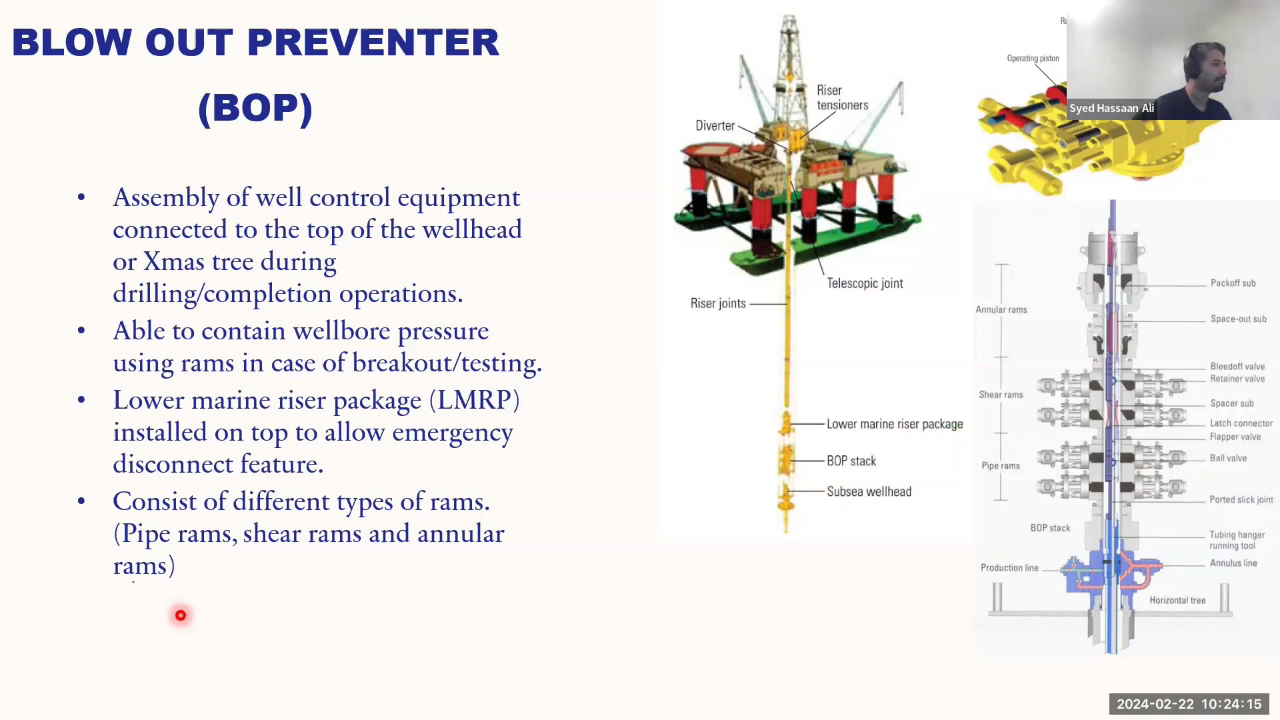 BLOW OUT PREVENTER
(BOP)
• Assembly of well control equipment
connected to the top of the wellhead
or Xmas tree during
drilling/completion operations.
• Able to contain wellbore pressure
using rams in case of breakout/testing.
• Lower marine riser package (LMRP)
installed on top to allow emergency
disconnect feature.
• Consist of different types of rams.
(Pipe rams, shear rams and annular
rams)
Riser
tensioners
Diverter
Telescopic joint
Riser joints
Lower marine riser package
BOP stack
Subsea wellhead
Operating piston
Syed Hassaan Ali
Annular rams
Shear rams
Pipe rams
BOP stack
Production line
Packoff sub
Space-out sub
Bleedoff valve
Retainer valve
Spacer sub
Latch connector
Flapper valve
Ball valve
Ported slick joint
Tubing hanger
running tool
Annulus line
Horizontal tree
2024-02-22 10:24:15